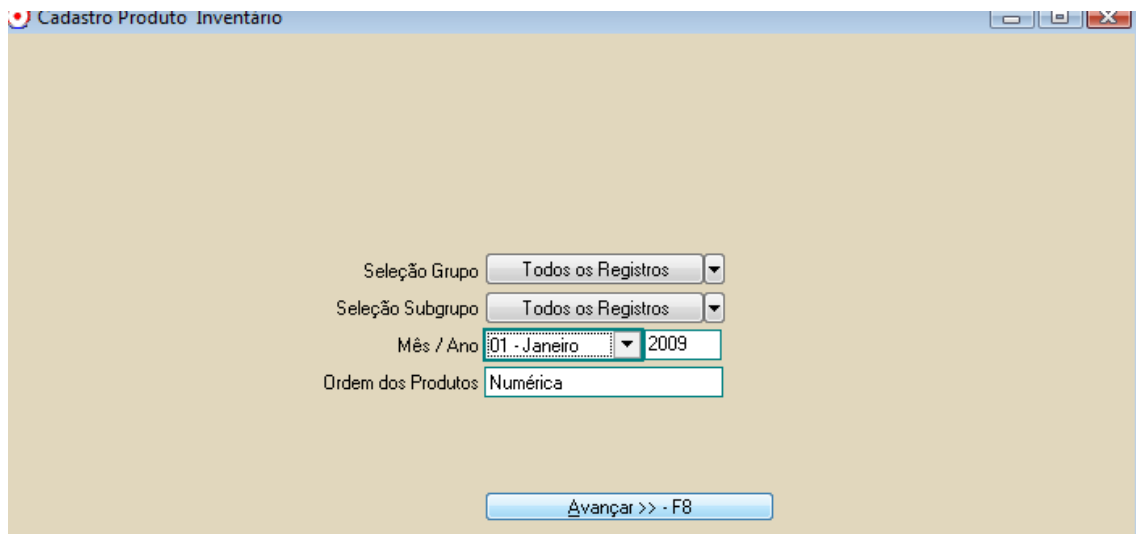 Cadastro Produto Inventário
Seleção Grupo Todos os Registros
Seleção Subgrupo Todos os Registros
Mês / Ano 01 - Janeiro 2009
Ordem dos Produtos Numérica
Avançar >> - F8